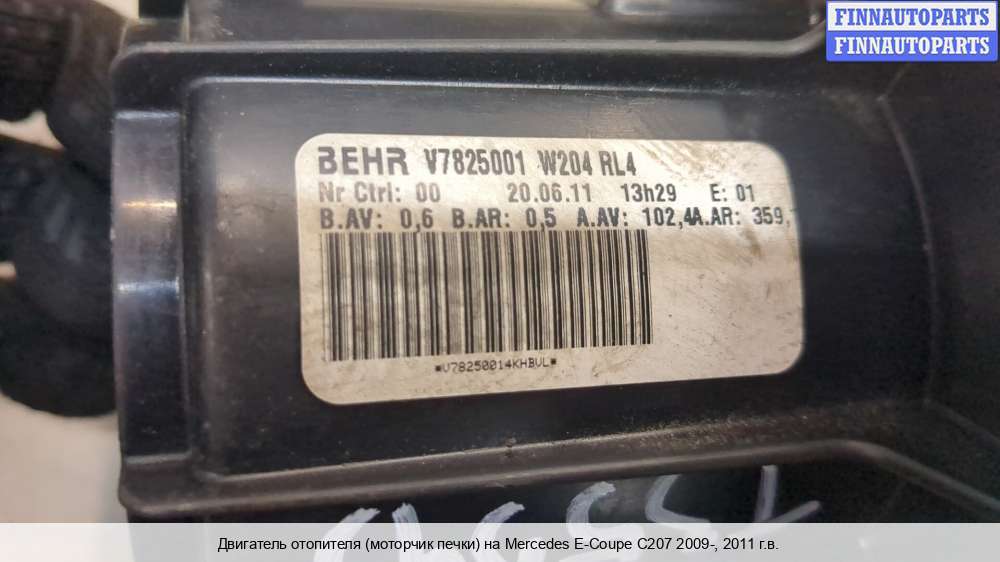 FINNAUTOPARTS
FINNAUTOPARTS
BEHR V7825001 W204 RL4
Nr Ctrl: 00 20.06.11 13h29 E: 01
B.AV: 0,6 B.AR: 0,5 A.AV: 102,4A.AR: 359,
*V78250014KHBVL*
Двигатель отопителя (моторчик печки) на Mercedes E-Coupe C207 2009-, 2011 г.в.